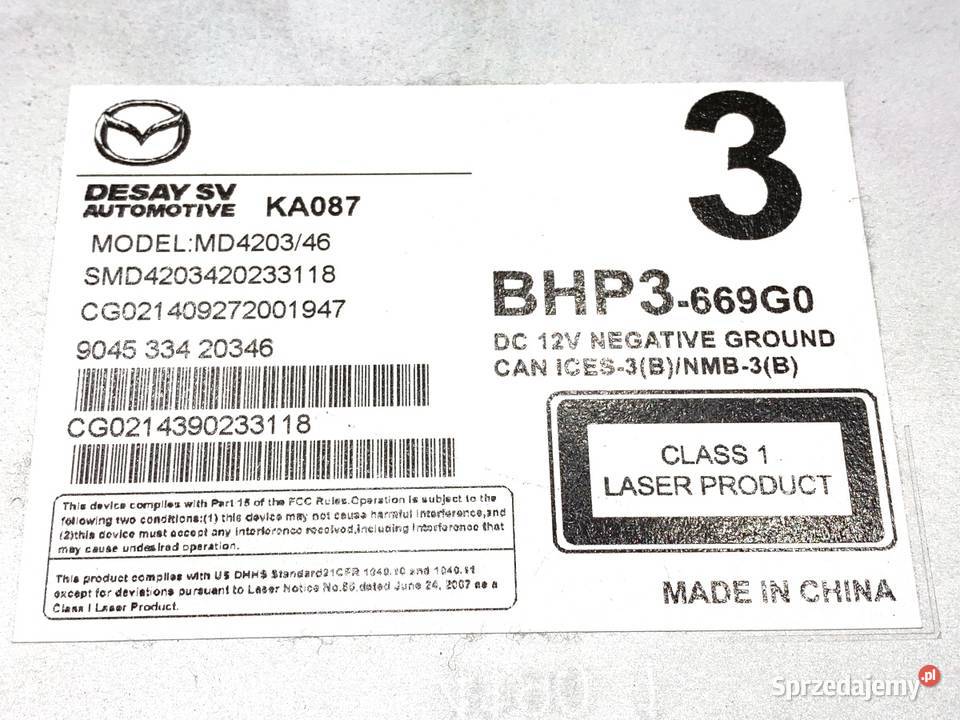 DESAY SV
AUTOMOTIVE KA087
MODEL:MD4203/46
SMD4203420233118
CG021409272001947
9045 334 20346
CG0214390233118
This device complies with Part 15 of the FCC Rules.Operation is subject to the
following two conditions:(1) this device may not cause harmful interference,and
(2)this device must accept any interference received,including interference that
may cause undesired operation.
This product complies with US DHHS Standard21CFR 1040.10 and 1040.11
except for deviations pursuant to Laser Notice No.50,dated June 24, 2007 as a
Class I Laser Product.
3
BHP3-669G0
DC 12V NEGATIVE GROUND
CAN ICES-3(B)/NMB-3(B)
CLASS 1
LASER PRODUCT
MADE IN CHINA
Sprzedajemy.pl